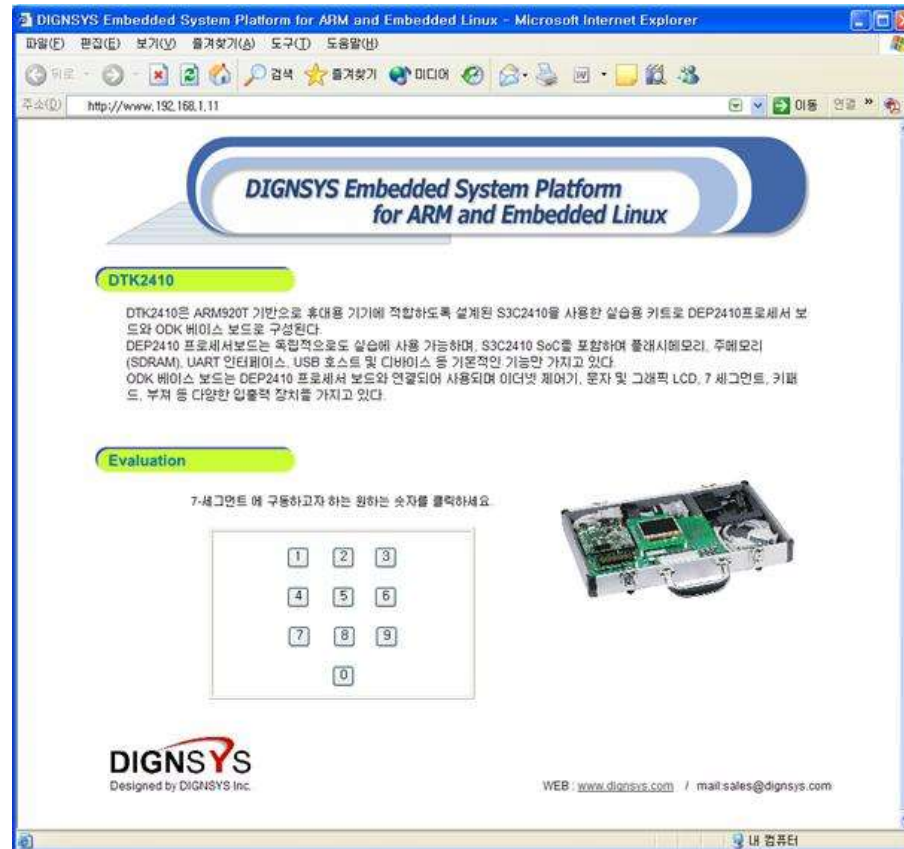 DIGNSYS Embedded System Platform for ARM and Embedded Linux - Microsoft Internet Explorer
파일(F) 편집(E) 보기(V) 즐겨찾기(A) 도구(T) 도움말(H)
뒤로 검색 즐겨찾기 미디어
주소(D) http://www.192.168.1.11 이동 연결 »
DIGNSYS Embedded System Platform
for ARM and Embedded Linux
DTK2410
DTK2410은 ARM920T 기반으로 휴대용 기기에 적합하도록 설계된 S3C2410을 사용한 실습용 키트로 DEP2410프로세서 보
드와 ODK 베이스 보드로 구성된다.
DEP2410 프로세서보드는 독립적으로도 실습에 사용 가능하며, S3C2410 SoC를 포함하며 플래시메모리, 주메모리
(SDRAM), UART 인터페이스, USB 호스트 및 디바이스 등 기본적인 기능만 가지고 있다.
ODK 베이스 보드는 DEP2410 프로세서 보드와 연결되어 사용되며 이더넷 제어기, 문자 및 그래픽 LCD, 7 세그먼트, 키패
드, 부져 등 다양한 입출력 장치를 가지고 있다.
Evaluation
7-세그먼트 에 구동하고자 하는 원하는 숫자를 클릭하세요.
1 2 3
4 5 6
7 8 9
0
DIGNSYS
Designed by DIGNSYS Inc.
WEB : www.dignsys.com / mail:sales@dignsys.com
내 컴퓨터